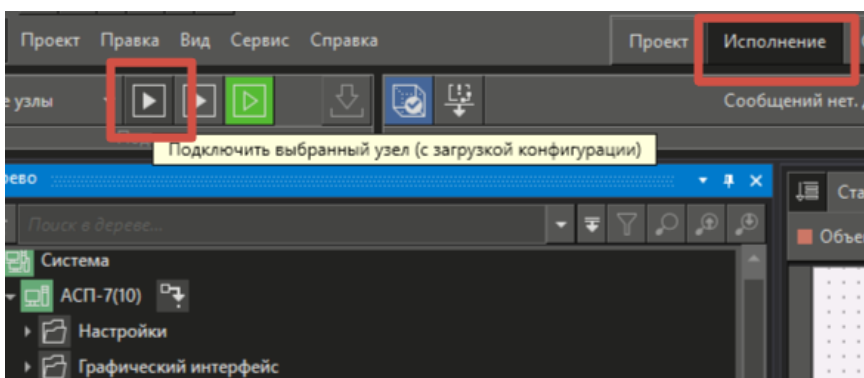 Проект Правка Вид Сервис Справка Проект Исполнение
е узлы Сообщений нет.
Подключить выбранный узел (с загрузкой конфигурации)
рево
Поиск в дереве...
Ста
Система
Объе
АСП-7(10)
Настройки
Графический интерфейс